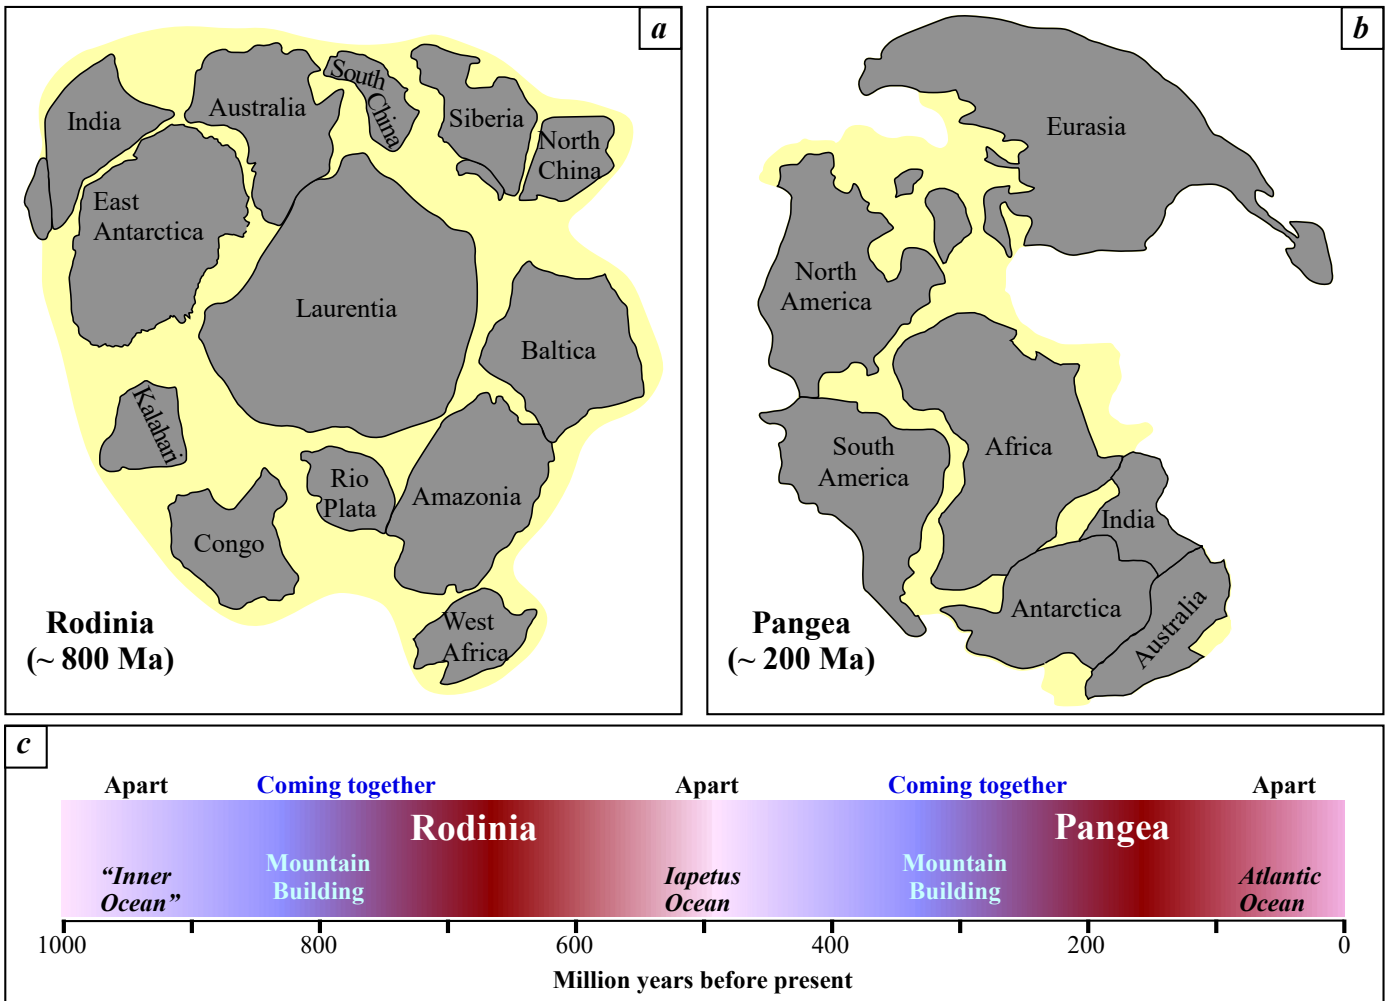 a
India
Australia
South
China
Siberia
North
China
East
Antarctica
Laurentia
Baltica
Kalahari
Rio
Plata
Amazonia
Congo
West
Africa
Rodinia
(~ 800 Ma)
b
Eurasia
North
America
South
America
Africa
India
Antarctica
Australia
Pangea
(~ 200 Ma)
c
Apart
Coming together
Apart
Coming together
Apart
Rodinia
Pangea
"Inner
Ocean"
Mountain
Building
Iapetus
Ocean
Mountain
Building
Atlantic
Ocean
1000 800 600 400 200 0
Million years before present